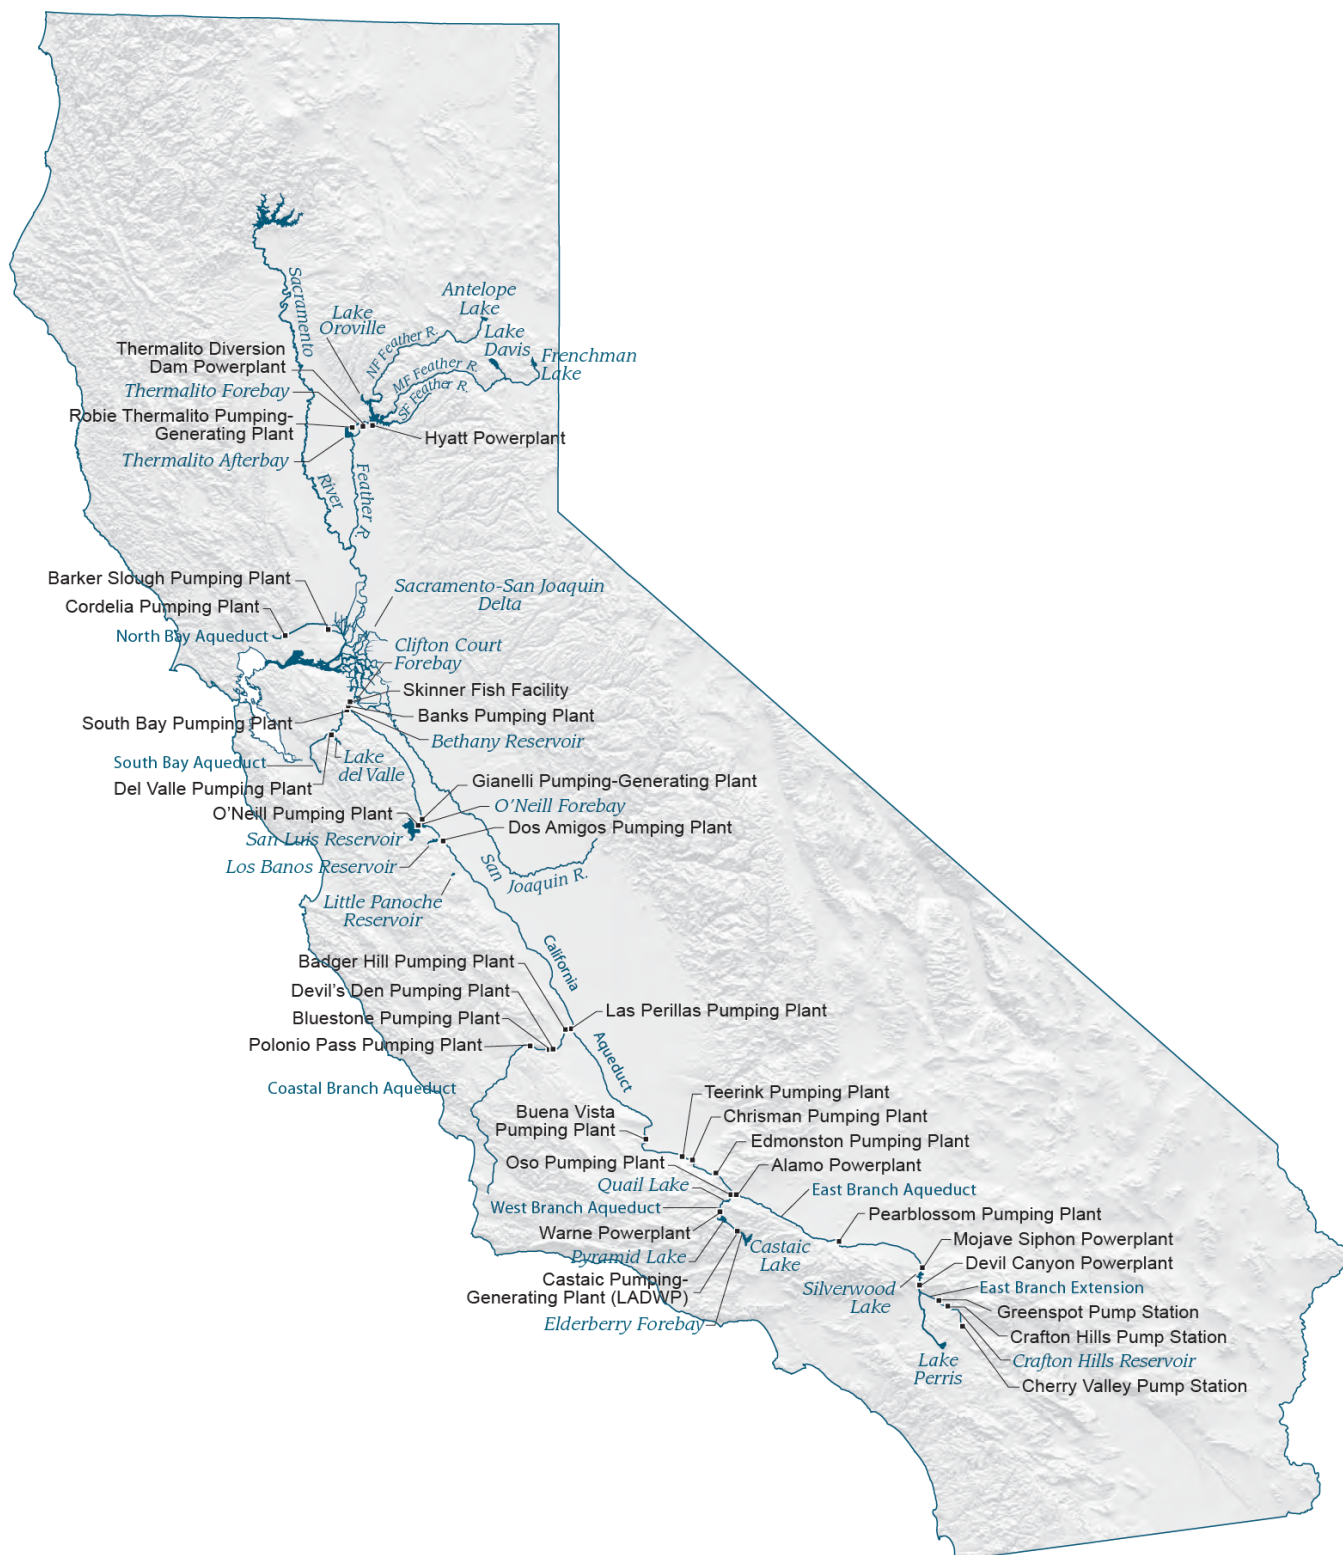 Sacramento
River
Lake
Oroville
Antelope
Lake
NF Feather R.
Lake
Davis
MF Feather R.
Frenchman
Lake
SF Feather R.
Thermalito Diversion
Dam Powerplant
Thermalito Forebay
Robie Thermalito Pumping-
Generating Plant
Hyatt Powerplant
Thermalito Afterbay
Feather R.
Barker Slough Pumping Plant
Sacramento-San Joaquin
Delta
Cordelia Pumping Plant
North Bay Aqueduct
Clifton Court
Forebay
Skinner Fish Facility
Banks Pumping Plant
South Bay Pumping Plant
Bethany Reservoir
South Bay Aqueduct
Lake
del Valle
Del Valle Pumping Plant
Gianelli Pumping-Generating Plant
O'Neill Forebay
O'Neill Pumping Plant
Dos Amigos Pumping Plant
San Luis Reservoir
Los Banos Reservoir
San
Joaquin R.
Little Panoche
Reservoir
California
Aqueduct
Badger Hill Pumping Plant
Devil's Den Pumping Plant
Las Perillas Pumping Plant
Bluestone Pumping Plant
Polonio Pass Pumping Plant
Coastal Branch Aqueduct
Teerink Pumping Plant
Buena Vista
Pumping Plant
Chrisman Pumping Plant
Edmonston Pumping Plant
Oso Pumping Plant
Alamo Powerplant
Quail Lake
East Branch Aqueduct
West Branch Aqueduct
Pearblossom Pumping Plant
Warne Powerplant
Mojave Siphon Powerplant
Pyramid Lake
Castaic
Lake
Devil Canyon Powerplant
Castaic Pumping-
Generating Plant (LADWP)
Silverwood
Lake
East Branch Extension
Greenspot Pump Station
Elderberry Forebay
Crafton Hills Pump Station
Lake
Perris
Crafton Hills Reservoir
Cherry Valley Pump Station